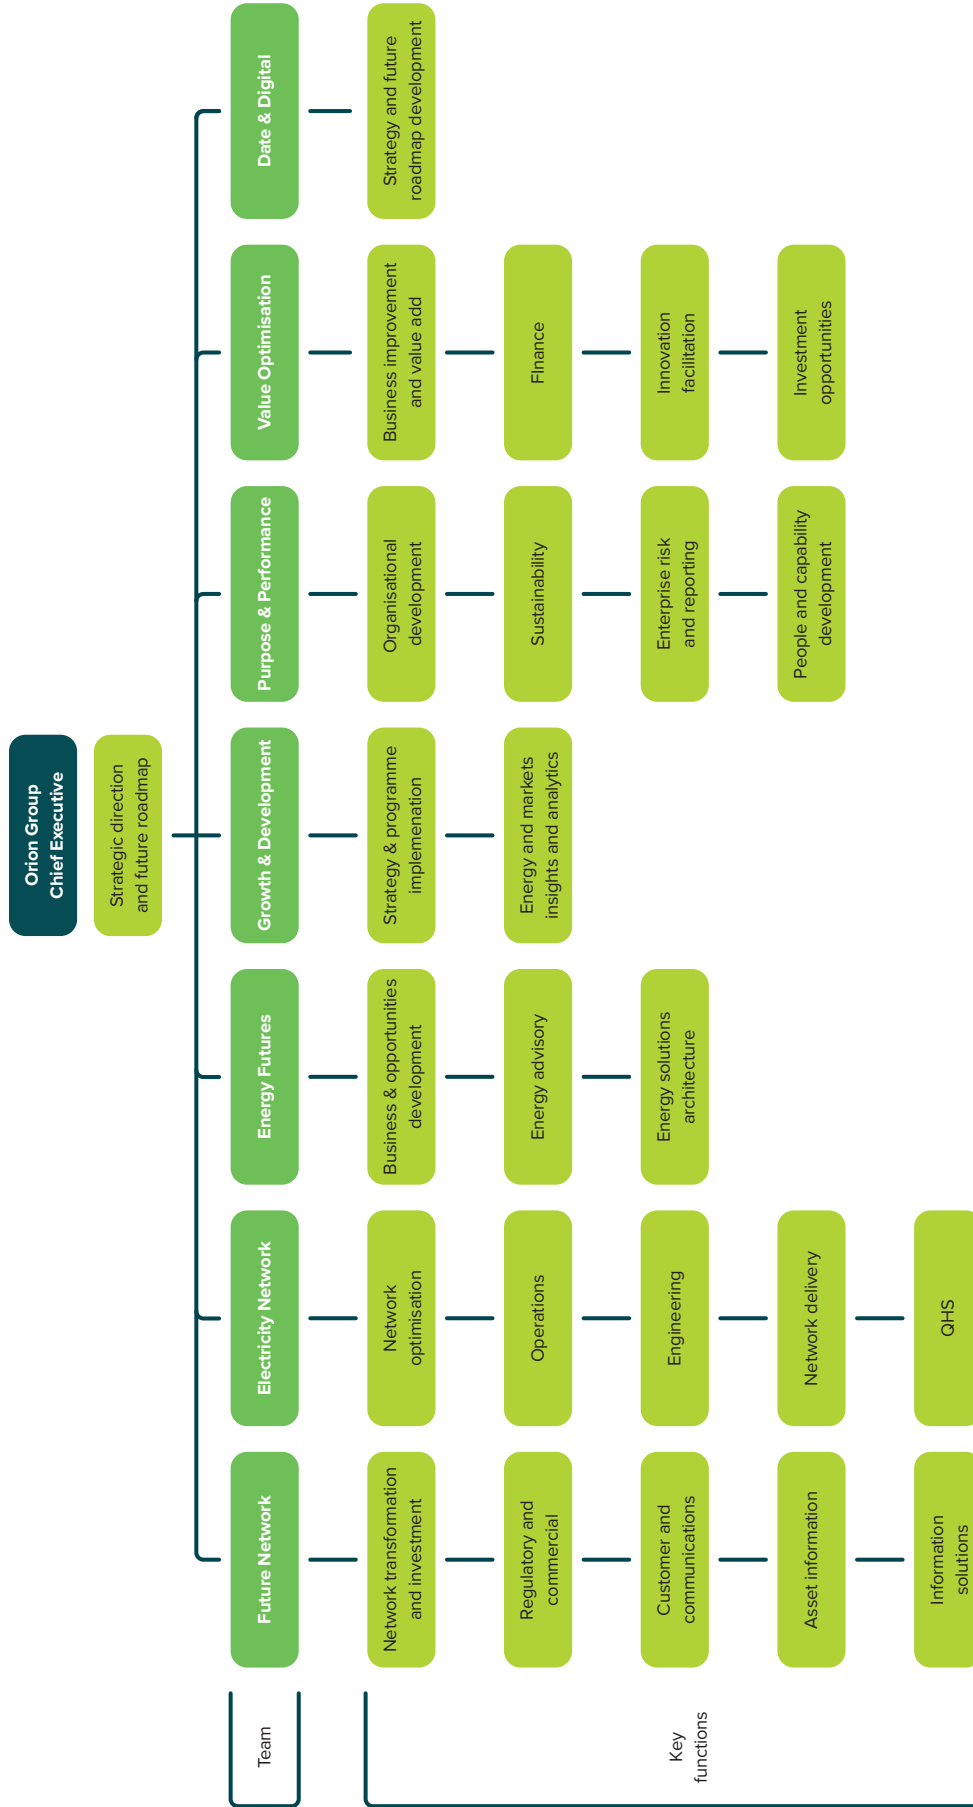 Orion Group
Chief Executive
Strategic direction
and future roadmap
Team
Future Network
Electricity Network
Energy Futures
Growth & Development
Purpose & Performance
Value Optimisation
Date & Digital
Key
functions
Network transformation
and investment
Regulatory and
commercial
Customer and
communications
Asset information
Information
solutions
Network
optimisation
Operations
Engineering
Network delivery
QHS
Business & opportunities
development
Energy advisory
Energy solutions
architecture
Strategy & programme
implemenation
Energy and markets
insights and analytics
Organisational
development
Sustainability
Enterprise risk
and reporting
People and capability
development
Business improvement
and value add
FInance
Innovation
facilitation
Investment
opportunities
Strategy and future
roadmap development